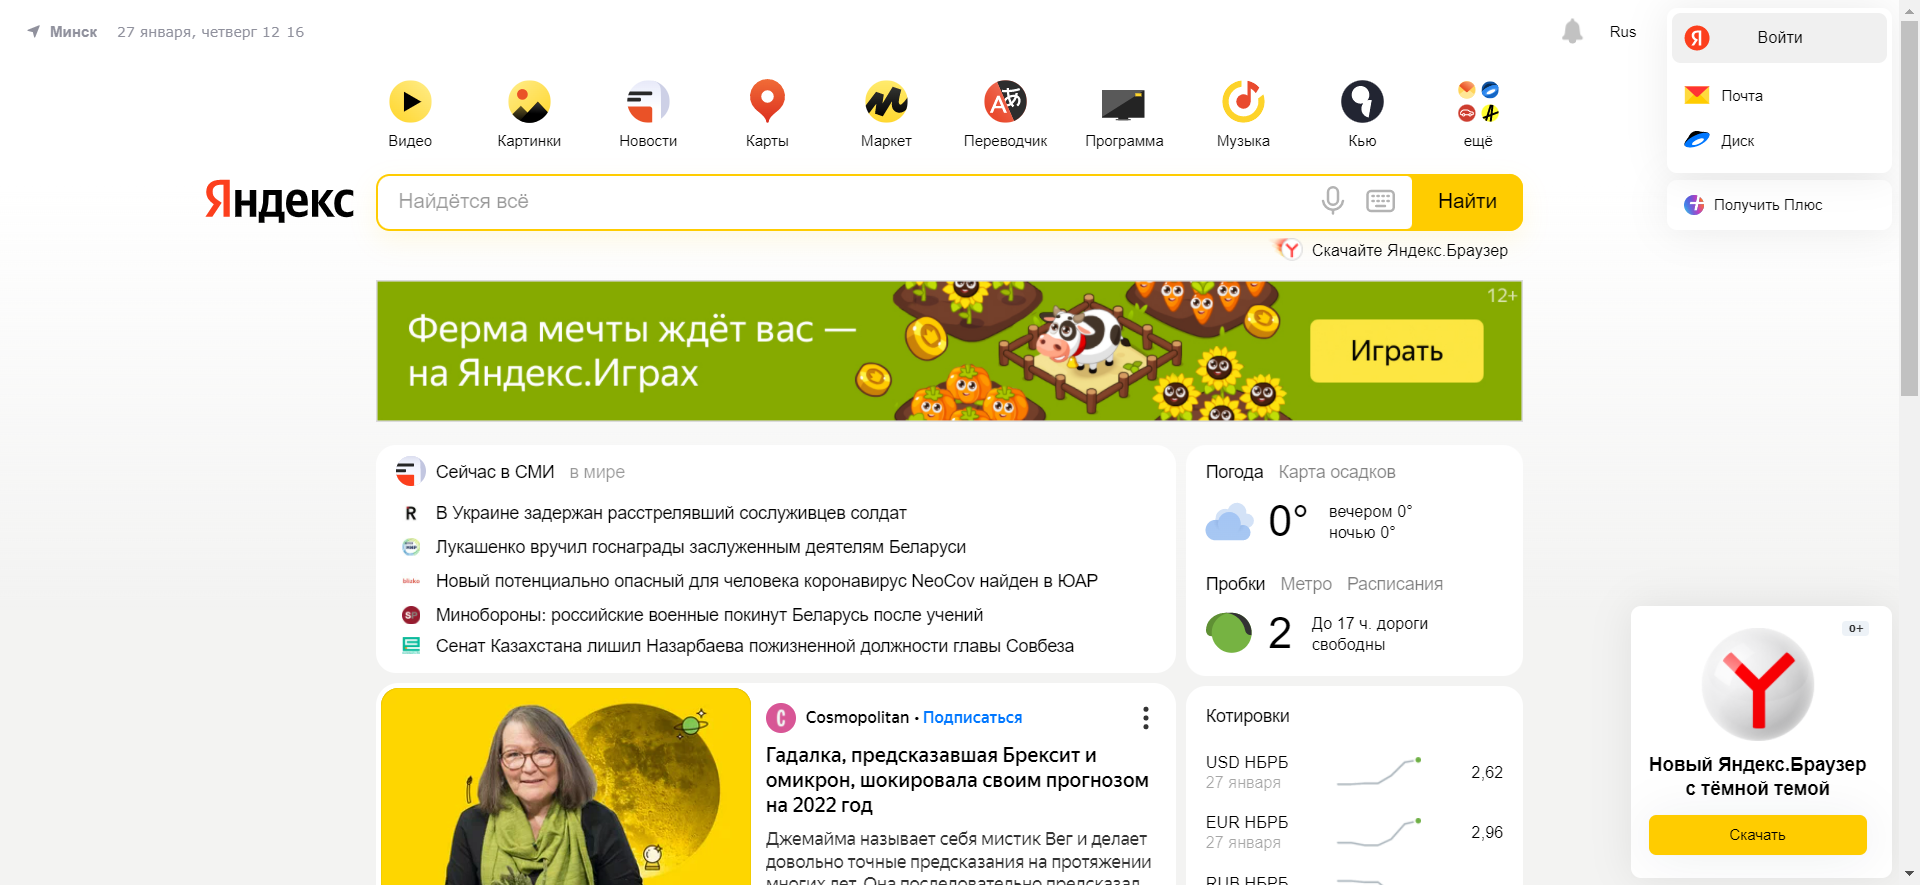 Минск 27 января, четверг 12 16
Rus
Войти
Почта
Диск
Получить Плюс
Видео Картинки Новости Карты Маркет Переводчик Программа Музыка Кью ещё
Яндекс
Найдётся всё
Найти
Скачайте Яндекс.Браузер
12+
Ферма мечты ждёт вас —
на Яндекс.Играх
Играть
Сейчас в СМИ в мире
В Украине задержан расстрелявший сослуживцев солдат
Лукашенко вручил госнаграды заслуженным деятелям Беларуси
Новый потенциально опасный для человека коронавирус NeoCov найден в ЮАР
Минобороны: российские военные покинут Беларусь после учений
Сенат Казахстана лишил Назарбаева пожизненной должности главы Совбеза
Погода Карта осадков
0°
вечером 0°
ночью 0°
Пробки Метро Расписания
2
До 17 ч. дороги
свободны
Cosmopolitan • Подписаться
Гадалка, предсказавшая Брексит и
омикрон, шокировала своим прогнозом
на 2022 год
Джемайма называет себя мистик Вег и делает
довольно точные предсказания на протяжении
многих лет. Она последовательно предсказал
Котировки
USD НБРБ
27 января
2,62
EUR НБРБ
27 января
2,96
RUB НБРБ
0+
Новый Яндекс.Браузер
с тёмной темой
Скачать